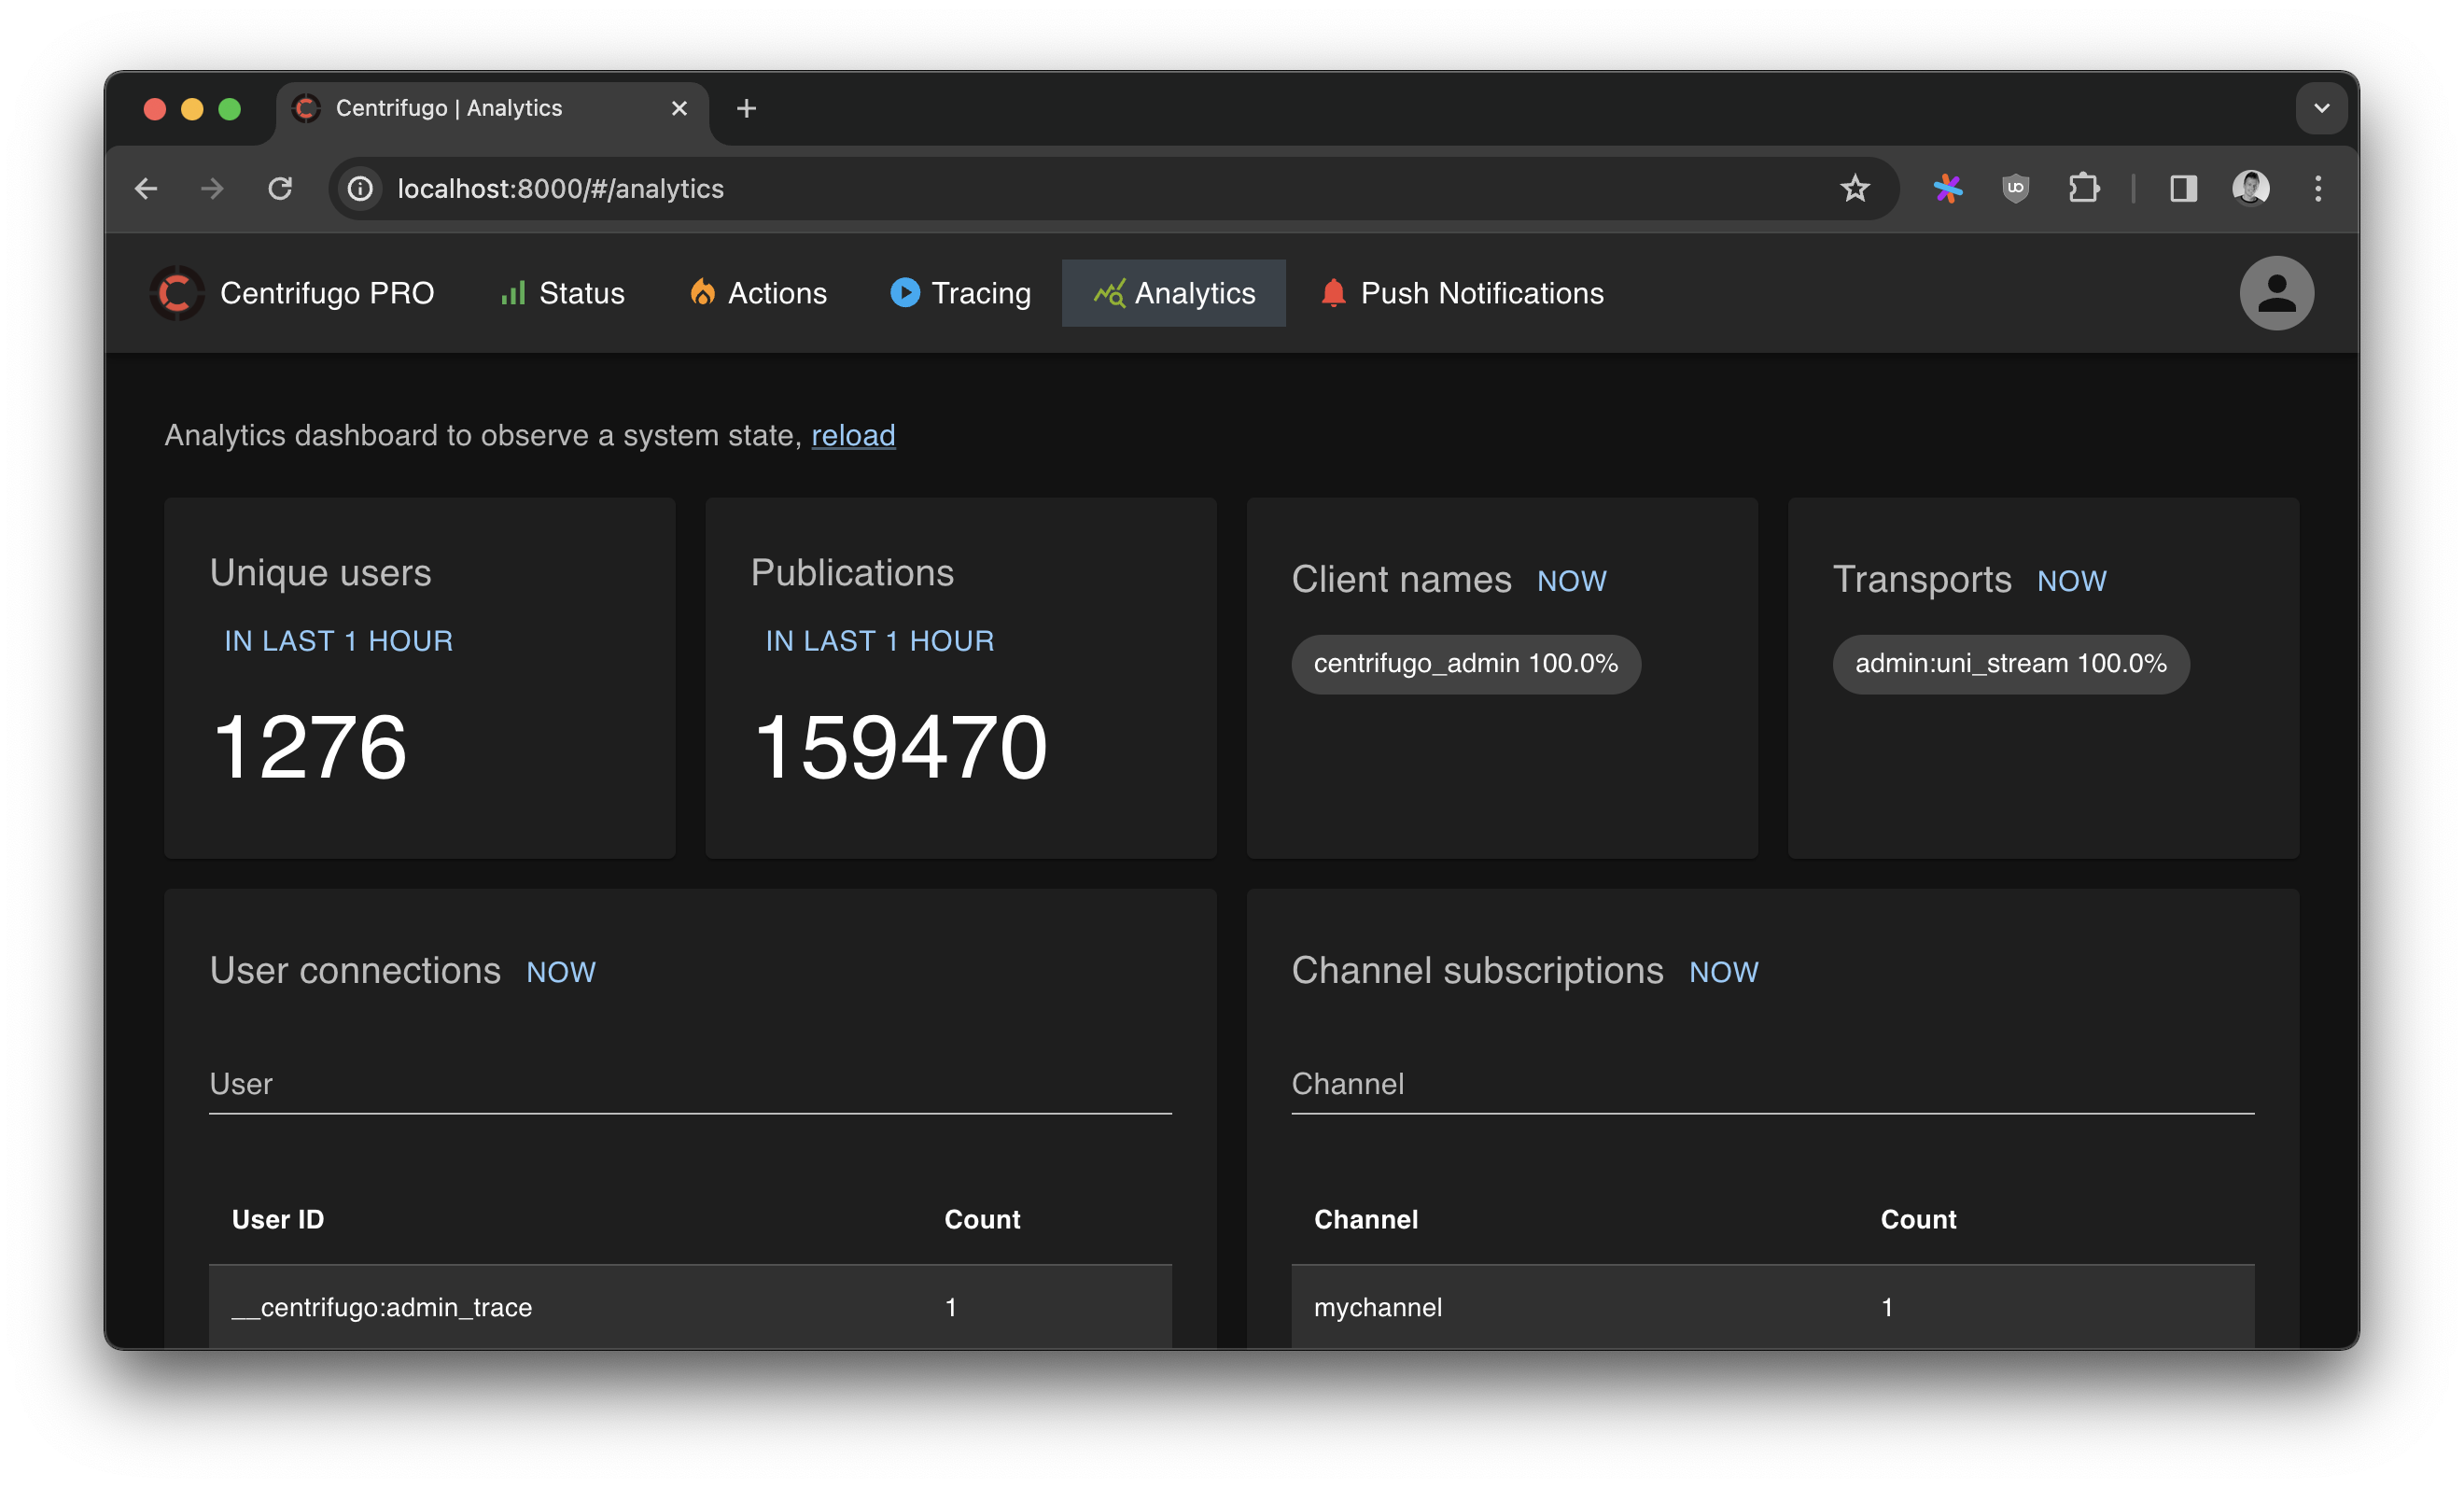 Centrifugo | Analytics
localhost:8000/#/analytics
Centrifugo PRO Status Actions Tracing Analytics Push Notifications
Analytics dashboard to observe a system state, reload
Unique users
IN LAST 1 HOUR
1276
Publications
IN LAST 1 HOUR
159470
Client names NOW
centrifugo_admin 100.0%
Transports NOW
admin:uni_stream 100.0%
User connections NOW
User
User ID Count
__centrifugo:admin_trace 1
Channel subscriptions NOW
Channel
Channel Count
mychannel 1